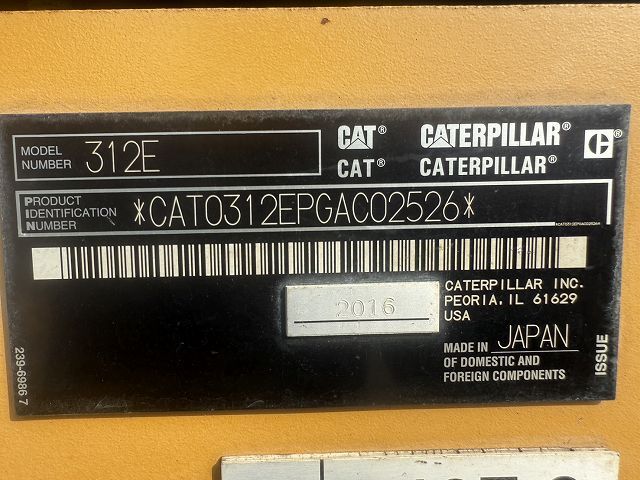 MODEL
NUMBER 312E
CAT® CATERPILLAR® C
CAT® CATERPILLAR®
PRODUCT
IDENTIFICATION
NUMBER
*CAT0312EPGAC02526*
*CAT0312EPGAC02526*
CATERPILLAR INC.
PEORIA, IL 61629
USA
2016
MADE IN JAPAN
OF DOMESTIC AND
FOREIGN COMPONENTS
ISSUE
239-6986 7